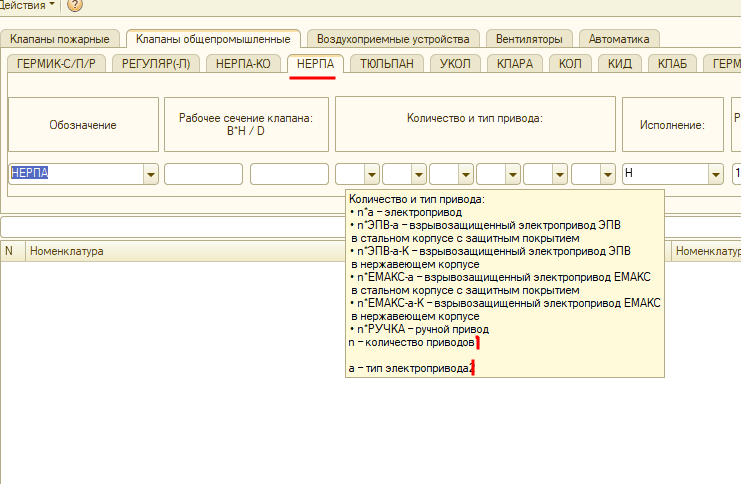 Действия
?
Клапаны пожарные Клапаны общепромышленные Воздухоприемные устройства Вентиляторы Автоматика
ГЕРМИК-С/П/Р РЕГУЛЯР(-Л) НЕРПА-КО НЕРПА ТЮЛЬПАН УКОЛ КЛАРА КОЛ КИД КЛАБ ГЕРМ
Обозначение
Рабочее сечение клапана:
B*H / D
Количество и тип привода:
Исполнение:
Р
НЕРПА
Н
1
Количество и тип привода:
• n*а – электропривод
• n*ЭПВ-а – взрывозащищенный электропривод ЭПВ
в стальном корпусе с защитным покрытием
• n*ЭПВ-а-К – взрывозащищенный электропривод ЭПВ
в нержавеющем корпусе
• n*ЕМАКС-а – взрывозащищенный электропривод ЕМАКС
в стальном корпусе с защитным покрытием
• n*ЕМАКС-а-К – взрывозащищенный электропривод ЕМАКС
в нержавеющем корпусе
• n*РУЧКА – ручной привод
n – количество приводов
а – тип электропривода2
N Номенклатура
Номенклатур